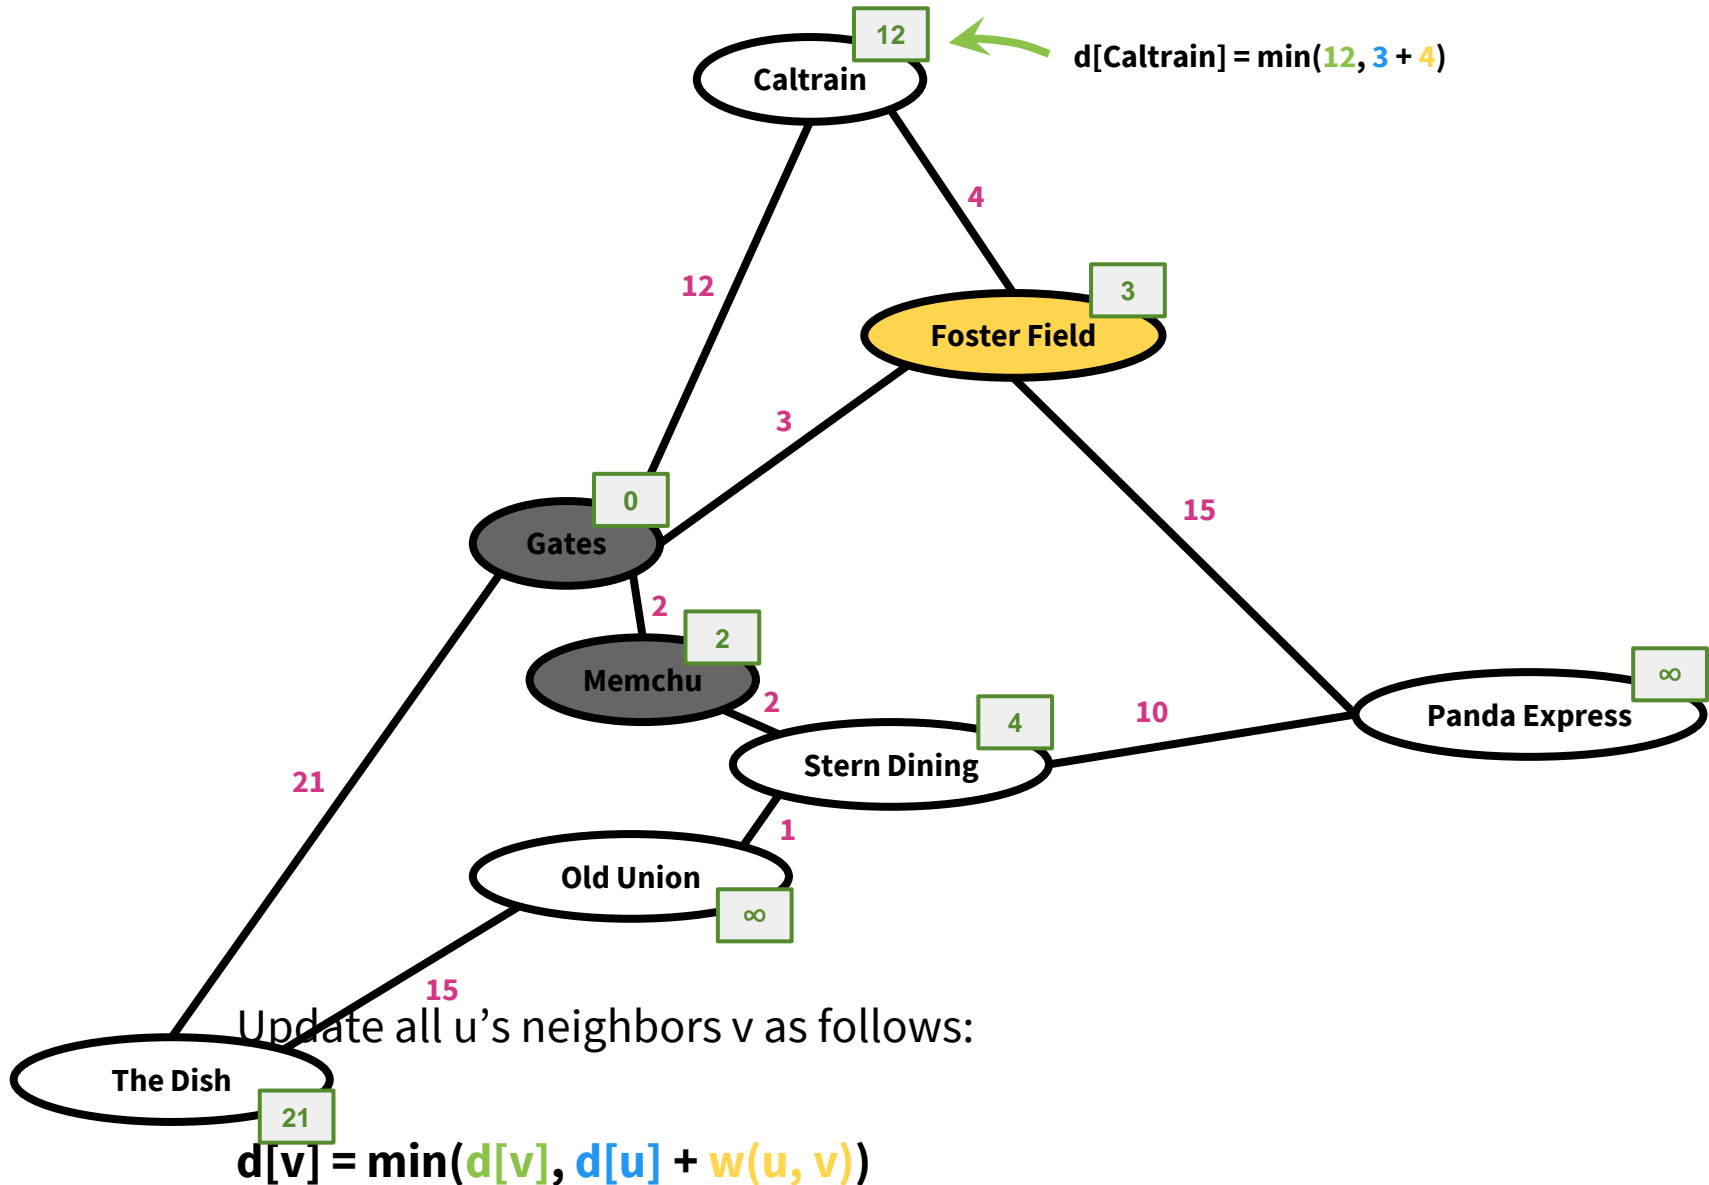 12
Caltrain
d[Caltrain] = min(12, 3 + 4)
4
12
3
Foster Field
3
15
0
Gates
2
2
Memchu
2
∞
Panda Express
10
4
Stern Dining
21
1
Old Union
∞
15
Update all u’s neighbors v as follows:
The Dish
21
d[v] = min(d[v], d[u] + w(u, v))